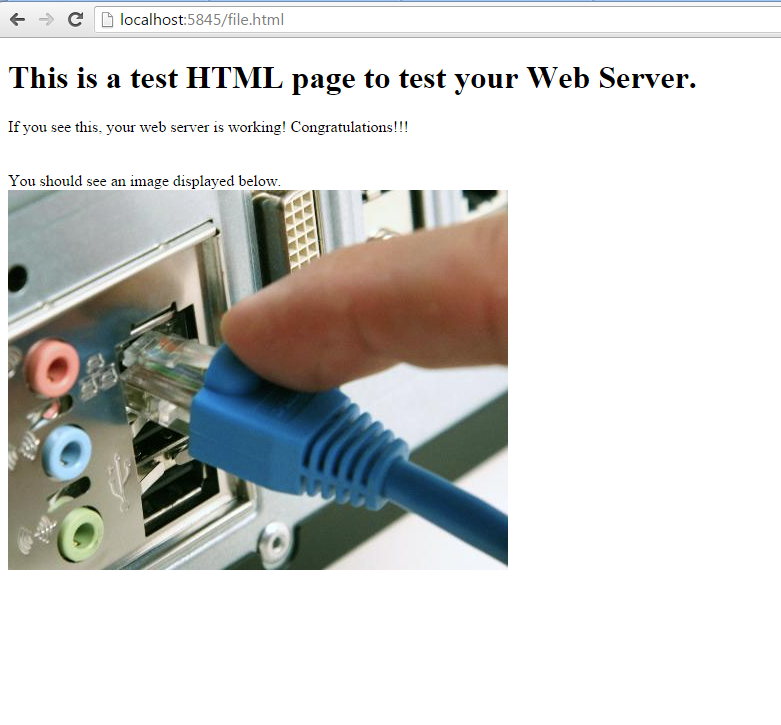 localhost:5845/file.html
This is a test HTML page to test your Web Server.
If you see this, your web server is working! Congratulations!!!
You should see an image displayed below.